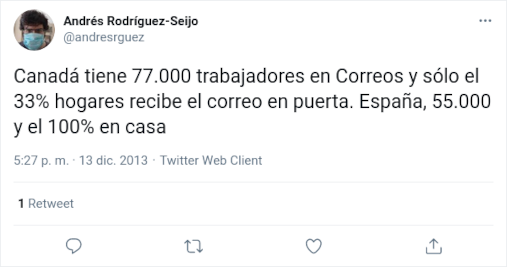 Andrés Rodríguez-Seijo
@andresrguez
Canadá tiene 77.000 trabajadores en Correos y sólo el
33% hogares recibe el correo en puerta. España, 55.000
y el 100% en casa
5:27 p. m. · 13 dic. 2013 · Twitter Web Client
1 Retweet